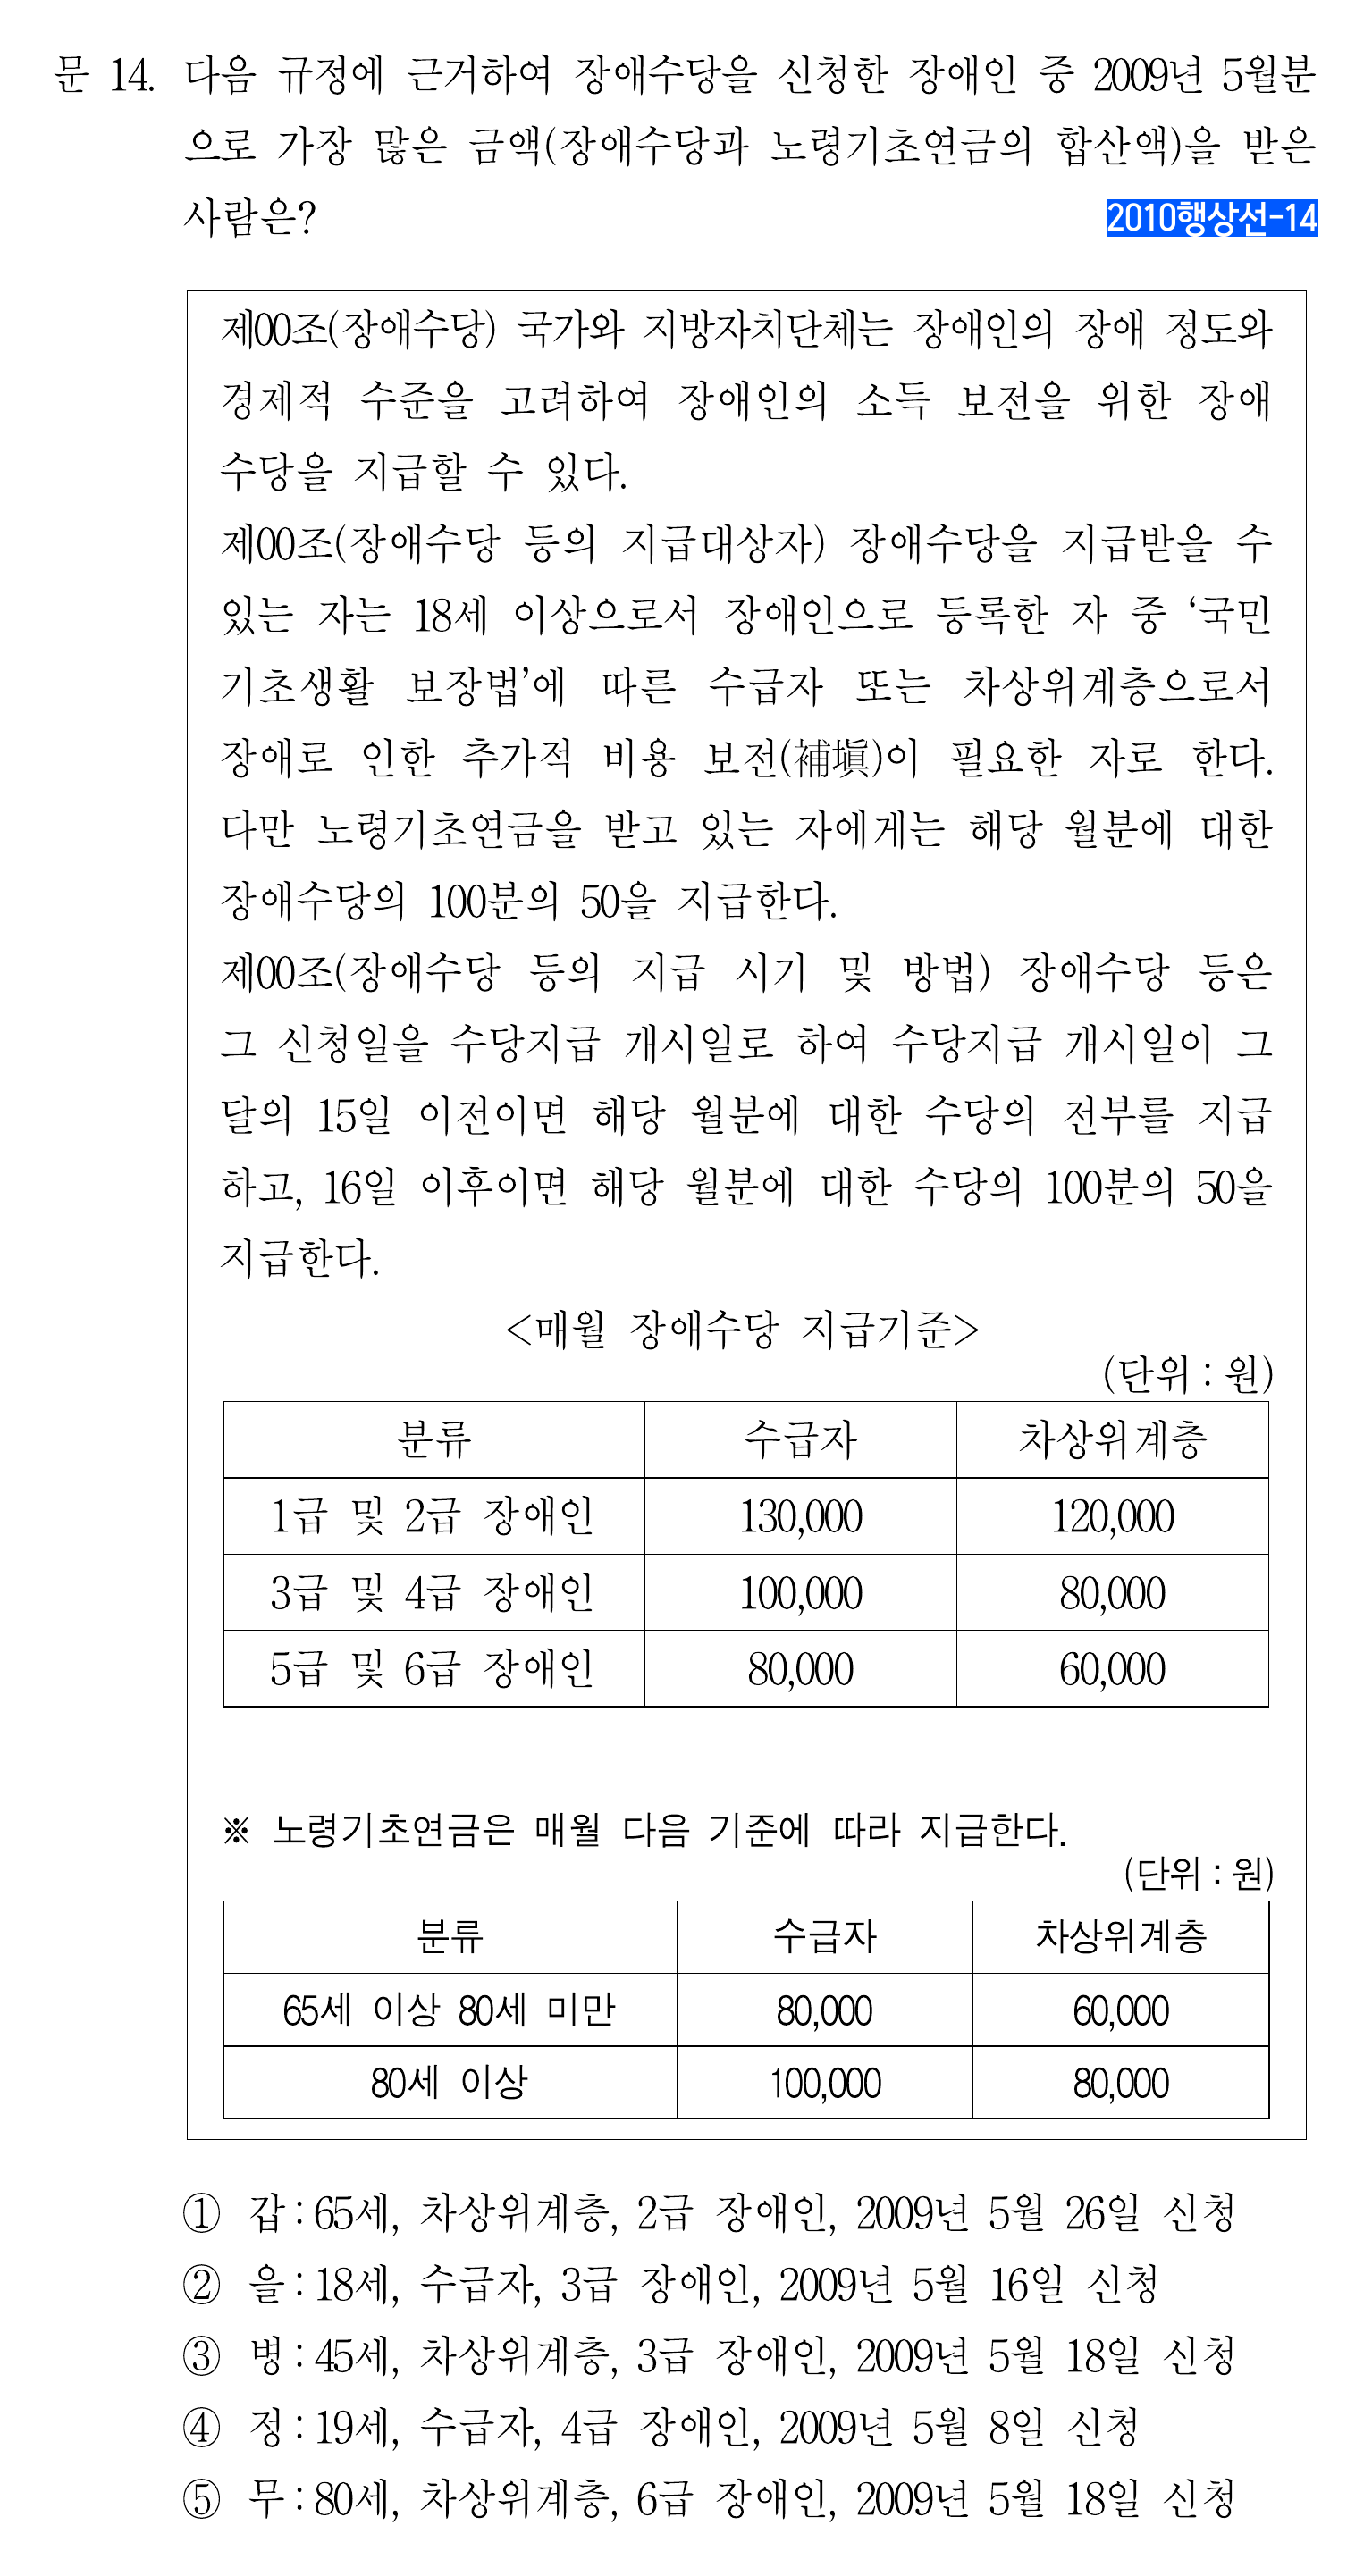 문 14. 다음 규정에 근거하여 장애수당을 신청한 장애인 중 2009년 5월분
으로 가장 많은 금액(장애수당과 노령기초연금의 합산액)을 받은
사람은? 2010행상선-14
제00조(장애수당) 국가와 지방자치단체는 장애인의 장애 정도와
경제적 수준을 고려하여 장애인의 소득 보전을 위한 장애
수당을 지급할 수 있다.
제00조(장애수당 등의 지급대상자) 장애수당을 지급받을 수
있는 자는 18세 이상으로서 장애인으로 등록한 자 중 ‘국민
기초생활 보장법’에 따른 수급자 또는 차상위계층으로서
장애로 인한 추가적 비용 보전(補塡)이 필요한 자로 한다.
다만 노령기초연금을 받고 있는 자에게는 해당 월분에 대한
장애수당의 100분의 50을 지급한다.
제00조(장애수당 등의 지급 시기 및 방법) 장애수당 등은
그 신청일을 수당지급 개시일로 하여 수당지급 개시일이 그
달의 15일 이전이면 해당 월분에 대한 수당의 전부를 지급
하고, 16일 이후이면 해당 월분에 대한 수당의 100분의 50을
지급한다.
<매월 장애수당 지급기준>
(단위 : 원)
분류 수급자 차상위계층
1급 및 2급 장애인 130,000 120,000
3급 및 4급 장애인 100,000 80,000
5급 및 6급 장애인 80,000 60,000
※ 노령기초연금은 매월 다음 기준에 따라 지급한다.
(단위 : 원)
분류 수급자 차상위계층
65세 이상 80세 미만 80,000 60,000
80세 이상 100,000 80,000
① 갑 : 65세, 차상위계층, 2급 장애인, 2009년 5월 26일 신청
② 을 : 18세, 수급자, 3급 장애인, 2009년 5월 16일 신청
③ 병 : 45세, 차상위계층, 3급 장애인, 2009년 5월 18일 신청
④ 정 : 19세, 수급자, 4급 장애인, 2009년 5월 8일 신청
⑤ 무 : 80세, 차상위계층, 6급 장애인, 2009년 5월 18일 신청